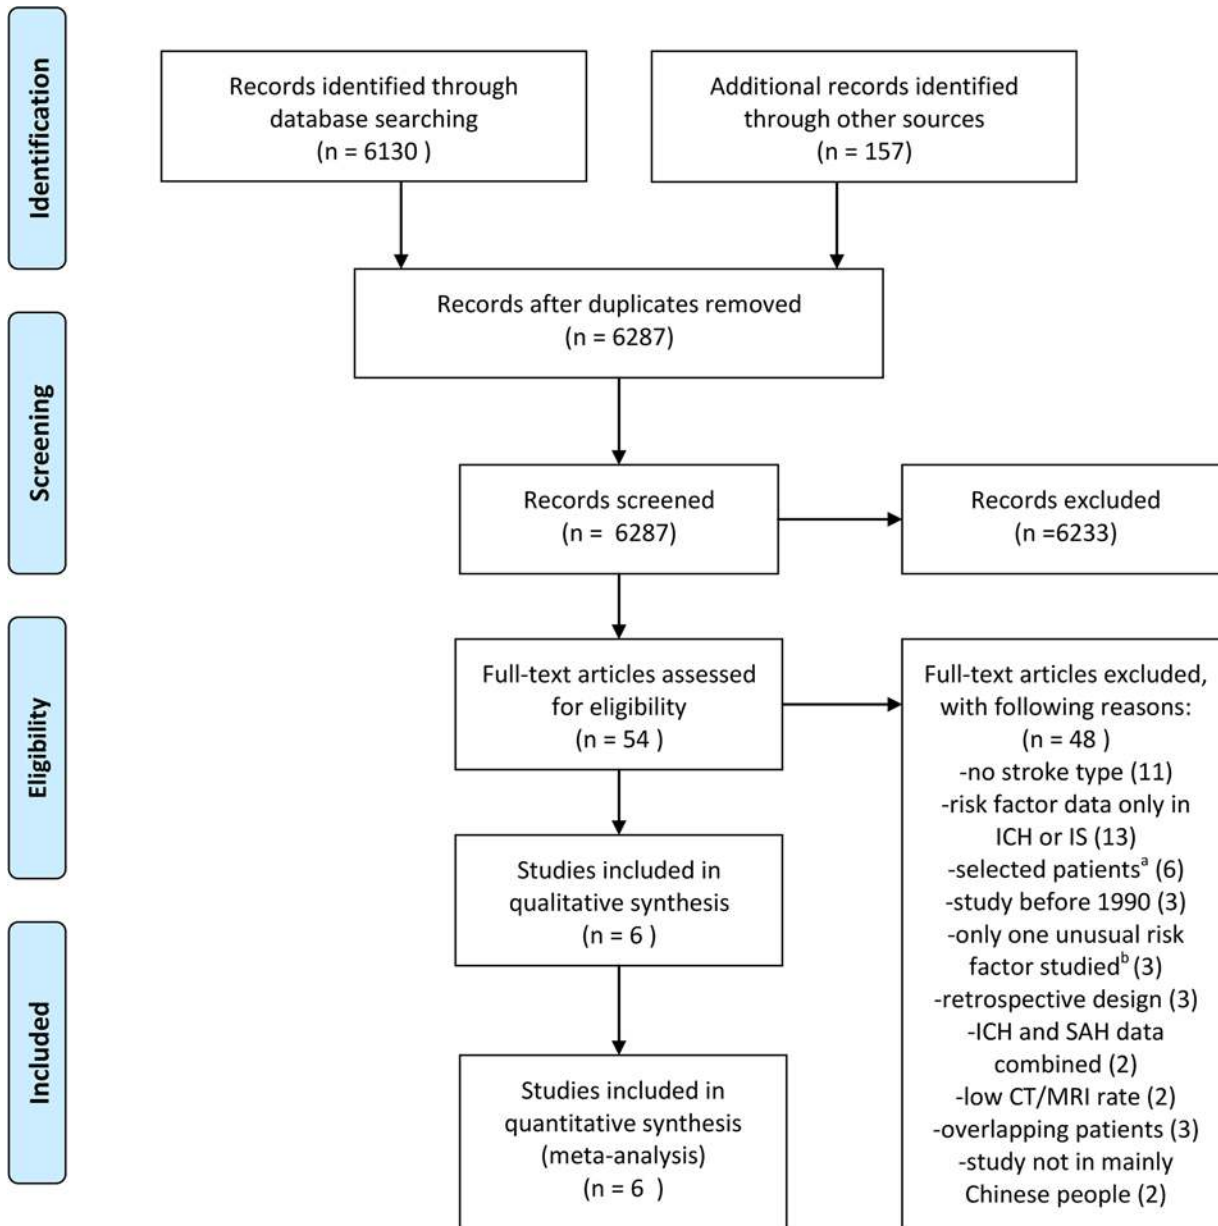 Identification
Records identified through
database searching
(n = 6130 )
Additional records identified
through other sources
(n = 157)
Records after duplicates removed
(n = 6287)
Screening
Records screened
(n = 6287)
Records excluded
(n =6233)
Eligibility
Full-text articles assessed
for eligibility
(n = 54 )
Full-text articles excluded,
with following reasons:
(n = 48 )
-no stroke type (11)
-risk factor data only in
ICH or IS (13)
-selected patientsᵃ (6)
-study before 1990 (3)
-only one unusual risk
factor studiedᵇ (3)
-retrospective design (3)
-ICH and SAH data
combined (2)
-low CT/MRI rate (2)
-overlapping patients (3)
-study not in mainly
Chinese people (2)
Studies included in
qualitative synthesis
(n = 6 )
Included
Studies included in
quantitative synthesis
(meta-analysis)
(n = 6 )